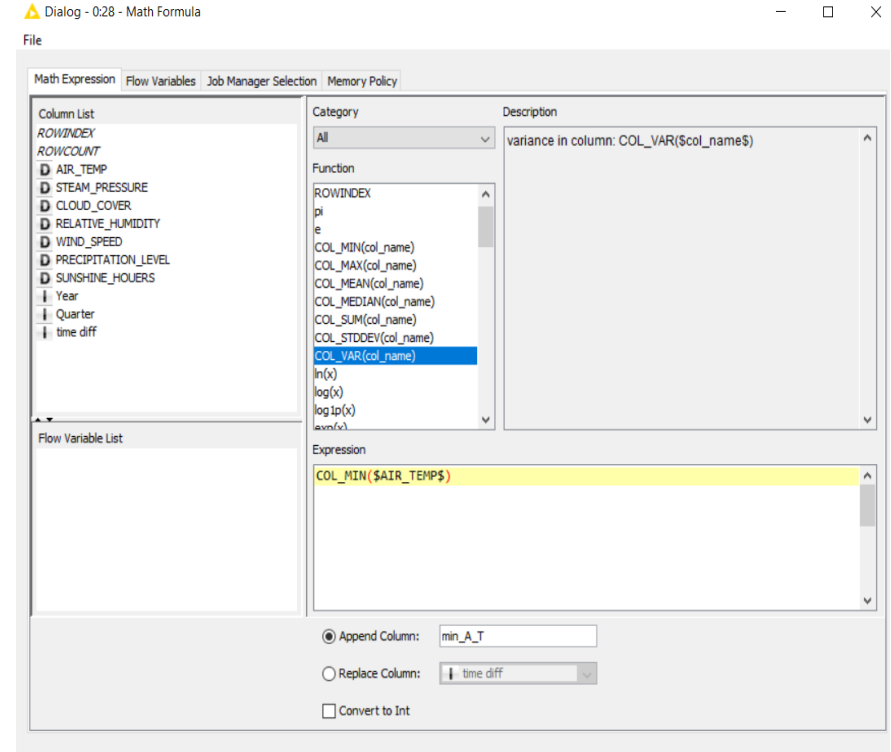 Dialog - 0:28 - Math Formula
File
Math Expression Flow Variables Job Manager Selection Memory Policy
Column List
ROWINDEX
ROWCOUNT
D AIR_TEMP
D STEAM_PRESSURE
D CLOUD_COVER
D RELATIVE_HUMIDITY
D WIND_SPEED
D PRECIPITATION_LEVEL
D SUNSHINE_HOUERS
I Year
I Quarter
I time diff
Flow Variable List
Category
All
Function
ROWINDEX
pi
e
COL_MIN(col_name)
COL_MAX(col_name)
COL_MEAN(col_name)
COL_MEDIAN(col_name)
COL_SUM(col_name)
COL_STDDEV(col_name)
COL_VAR(col_name)
ln(x)
log(x)
log1p(x)
exp(x)
Description
variance in column: COL_VAR($col_name$)
Expression
COL_MIN($AIR_TEMP$)
Append Column: min_A_T
Replace Column: I time diff
Convert to Int